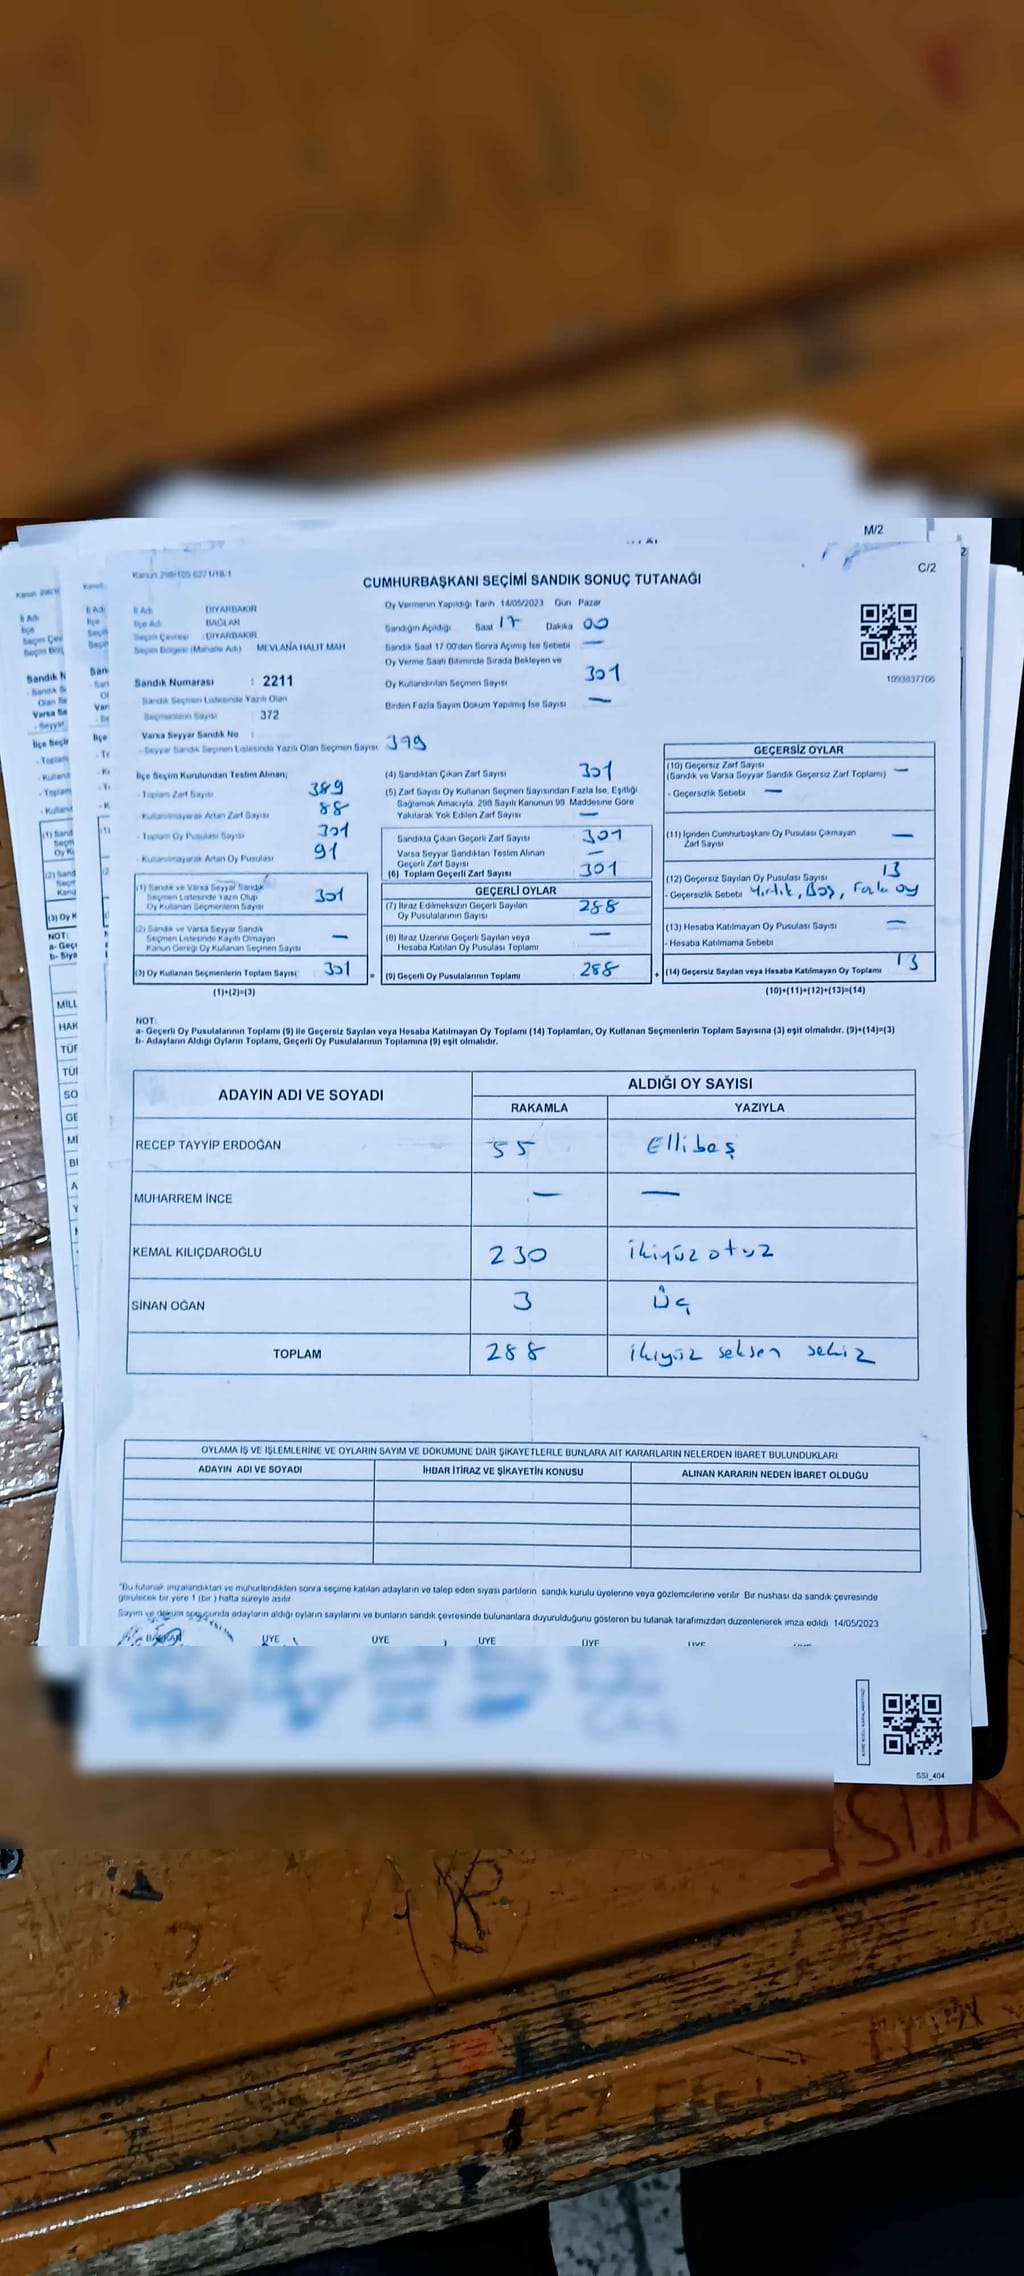 M/2
C/2
Kanun 298/105 6271/18-1
CUMHURBAŞKANI SEÇİMİ SANDIK SONUÇ TUTANAĞI
İl Adı DİYARBAKIR
İlçe Adı BAĞLAR
Seçim Çevresi : DİYARBAKIR
Seçim Bölgesi (Mahalle Adı) MEVLANA HALİT MAH
Sandık Numarası : 2211
Sandık Seçmen Listesinde Yazılı Olan
Seçmenlerin Sayısı : 372
Varsa Seyyar Sandık No :
- Seyyar Sandık Seçmen Listesinde Yazılı Olan Seçmen Sayısı
Oy Vermenin Yapıldığı Tarih 14/05/2023 Gün Pazar
Sandığın Açıldığı Saat 17 Dakika 00
Sandık Saat 17 00'den Sonra Açımış İse Sebebi —
Oy Verme Saati Bitiminde Sırada Bekleyen ve
Oy Kullandırılan Seçmen Sayısı 301
Birden Fazla Sayım Döküm Yapılmış İse Sayısı —
1093837706
İlçe Seçim Kurulundan Teslim Alınan;
- Toplam Zarf Sayısı 389
- Kullanılmayarak Artan Zarf Sayısı 88
- Toplam Oy Pusulası Sayısı 301
- Kullanılmayarak Artan Oy Pusulası 91
(1) Sandık ve Varsa Seyyar Sandık
Seçmen Listesinde Yazılı Olup
Oy Kullanan Seçmenlerin Sayısı 301
(2) Sandık ve Varsa Seyyar Sandık
Seçmen Listesinde Kayıtlı Olmayan
Kanun Gereği Oy Kullanan Seçmen Sayısı —
(3) Oy Kullanan Seçmenlerin Toplam Sayısı 301
(1)+(2)=(3)
(4) Sandıktan Çıkan Zarf Sayısı 301
(5) Zarf Sayısı Oy Kullanan Seçmen Sayısından Fazla İse, Eşitliği
Sağlamak Amacıyla, 298 Sayılı Kanunun 98 Maddesine Göre
Yakılarak Yok Edilen Zarf Sayısı —
Sandıkta Çıkan Geçerli Zarf Sayısı 301
Varsa Seyyar Sandıktan Teslim Alınan
Geçerli Zarf Sayısı —
(6) Toplam Geçerli Zarf Sayısı 301
GEÇERLİ OYLAR
(7) İtiraz Edilmeksizin Geçerli Sayılan
Oy Pusulalarının Sayısı 288
(8) İtiraz Üzerine Geçerli Sayılan veya
Hesaba Katılan Oy Pusulası Toplamı —
= (9) Geçerli Oy Pusulalarının Toplamı 288
GEÇERSİZ OYLAR
(10) Geçersiz Zarf Sayısı
(Sandık ve Varsa Seyyar Sandık Geçersiz Zarf Toplamı) —
- Geçersizlik Sebebi —
(11) İçinden Cumhurbaşkanı Oy Pusulası Çıkmayan
Zarf Sayısı —
(12) Geçersiz Sayılan Oy Pusulası Sayısı 13
- Geçersizlik Sebebi Yırtık, Boş, Fazla oy
(13) Hesaba Katılmayan Oy Pusulası Sayısı
- Hesaba Katılmama Sebebi
+ (14) Geçersiz Sayılan veya Hesaba Katılmayan Oy Toplamı 13
(10)+(11)+(12)+(13)=(14)
NOT:
a- Geçerli Oy Pusulalarının Toplamı (9) ile Geçersiz Sayılan veya Hesaba Katılmayan Oy Toplamı (14) Toplamları, Oy Kullanan Seçmenlerin Toplam Sayısına (3) eşit olmalıdır. (9)+(14)=(3)
b- Adayların Aldığı Oyların Toplamı, Geçerli Oy Pusulalarının Toplamına (9) eşit olmalıdır.
ADAYIN ADI VE SOYADI
ALDIĞI OY SAYISI
RAKAMLA YAZIYLA
RECEP TAYYİP ERDOĞAN 55 Ellibeş
MUHARREM İNCE — —
KEMAL KILIÇDAROĞLU 230 ikiyüz otuz
SİNAN OĞAN 3 Üç
TOPLAM 288 ikiyüz seksen sekiz
OYLAMA İŞ VE İŞLEMLERİNE VE OYLARIN SAYIM VE DÖKÜMÜNE DAİR ŞİKAYETLERLE BUNLARA AİT KARARLARIN NELERDEN İBARET BULUNDUKLARI
ADAYIN ADI VE SOYADI İHBAR İTİRAZ VE ŞİKAYETİN KONUSU ALINAN KARARIN NEDEN İBARET OLDUĞU
"Bu tutanak imzalandıktan ve mühürlendikten sonra seçime katılan adayların ve talep eden siyasi partilerin sandık kurulu üyelerine veya gözlemcilerine verilir Bir nushası da sandık çevresinde
görülecek bir yere 1 (bir ) hafta süreyle asılır
Sayım ve döküm sonucunda adayların aldığı oyların sayılarını ve bunların sandık çevresinde bulunanlara duyurulduğunu gösteren bu tutanak tarafımızdan düzenlenerek imza edildi 14/05/2023
BAŞKAN ÜYE ÜYE ÜYE ÜYE
SSI_404